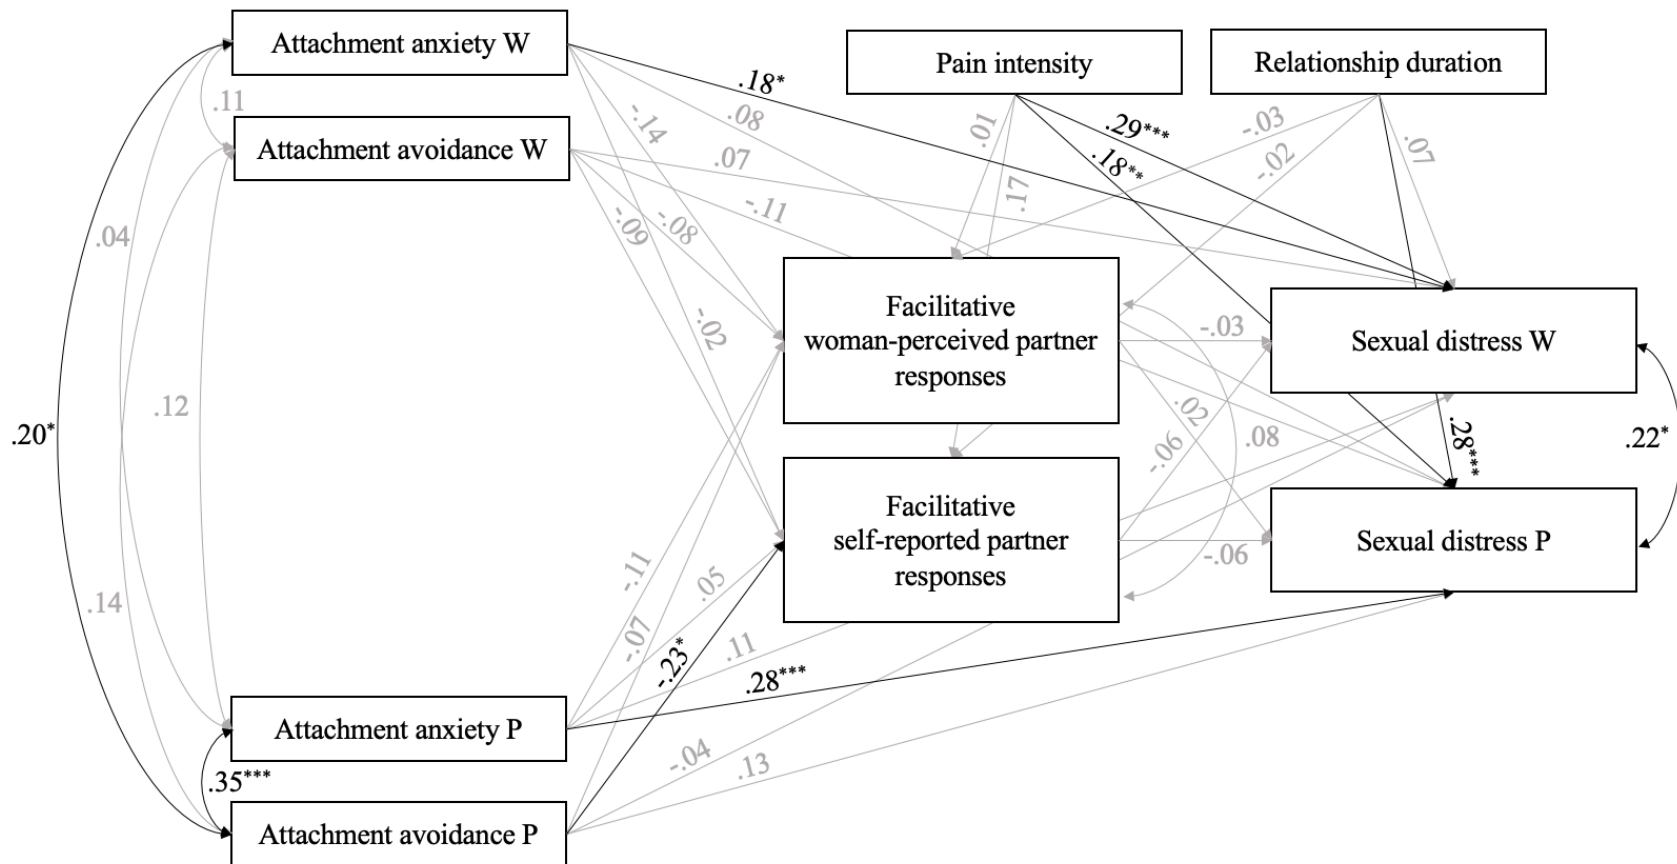 Attachment anxiety W
Pain intensity
Relationship duration
.18*
.11
-.14
.08
.01
.29***
-.03
Attachment avoidance W
.07
.18**
-.02
.07
.17
-.11
-.09
-.08
.04
Facilitative
woman-perceived partner
responses
-.02
-.03
Sexual distress W
.12
.02
.20*
-.06
.08
.28***
.22*
Facilitative
self-reported partner
responses
-.06
Sexual distress P
-.11
.05
.14
-.07
-.23*
.11
.28***
Attachment anxiety P
-.04
.13
.35***
Attachment avoidance P